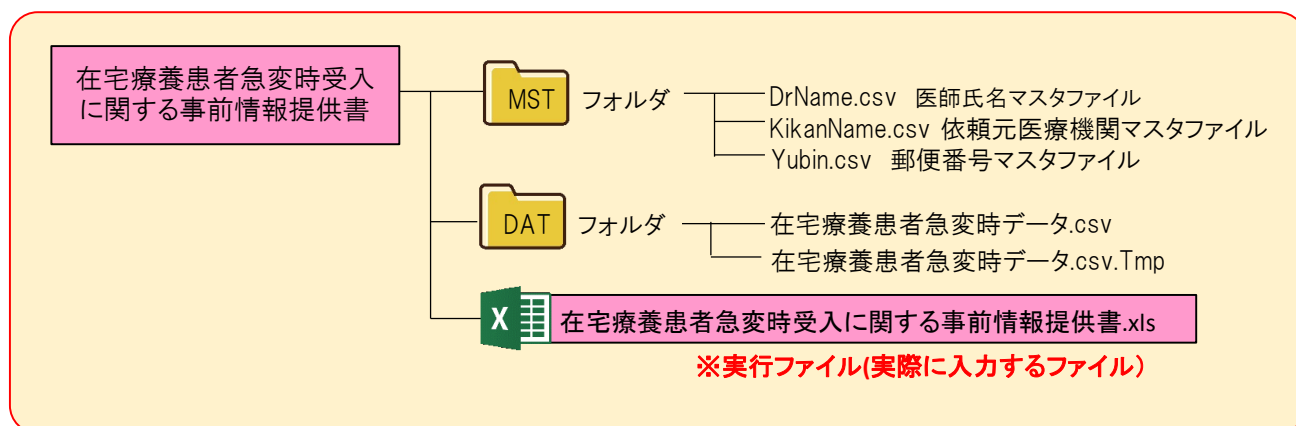 在宅療養患者急変時受入
に関する事前情報提供書
MST フォルダ
DrName.csv 医師氏名マスタファイル
KikanName.csv 依頼元医療機関マスタファイル
Yubin.csv 郵便番号マスタファイル
DAT フォルダ
在宅療養患者急変時データ.csv
在宅療養患者急変時データ.csv.Tmp
X 在宅療養患者急変時受入に関する事前情報提供書.xls
※実行ファイル(実際に入力するファイル）